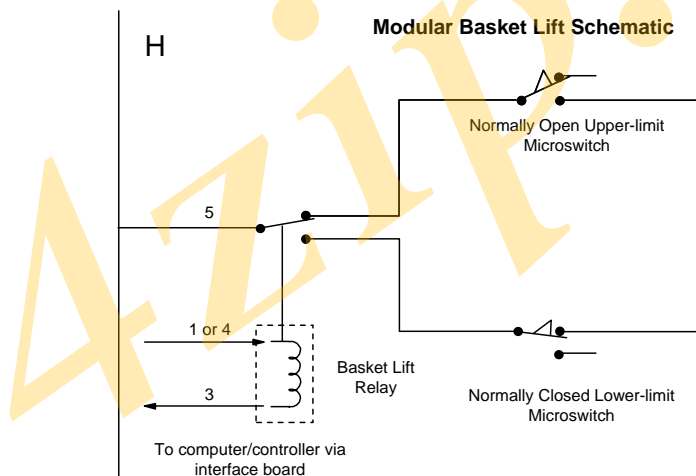 Modular Basket Lift Schematic
H
Normally Open Upper-limit
Microswitch
5
1 or 4
3
Basket Lift
Relay
Normally Closed Lower-limit
Microswitch
To computer/controller via
interface board
4zip.